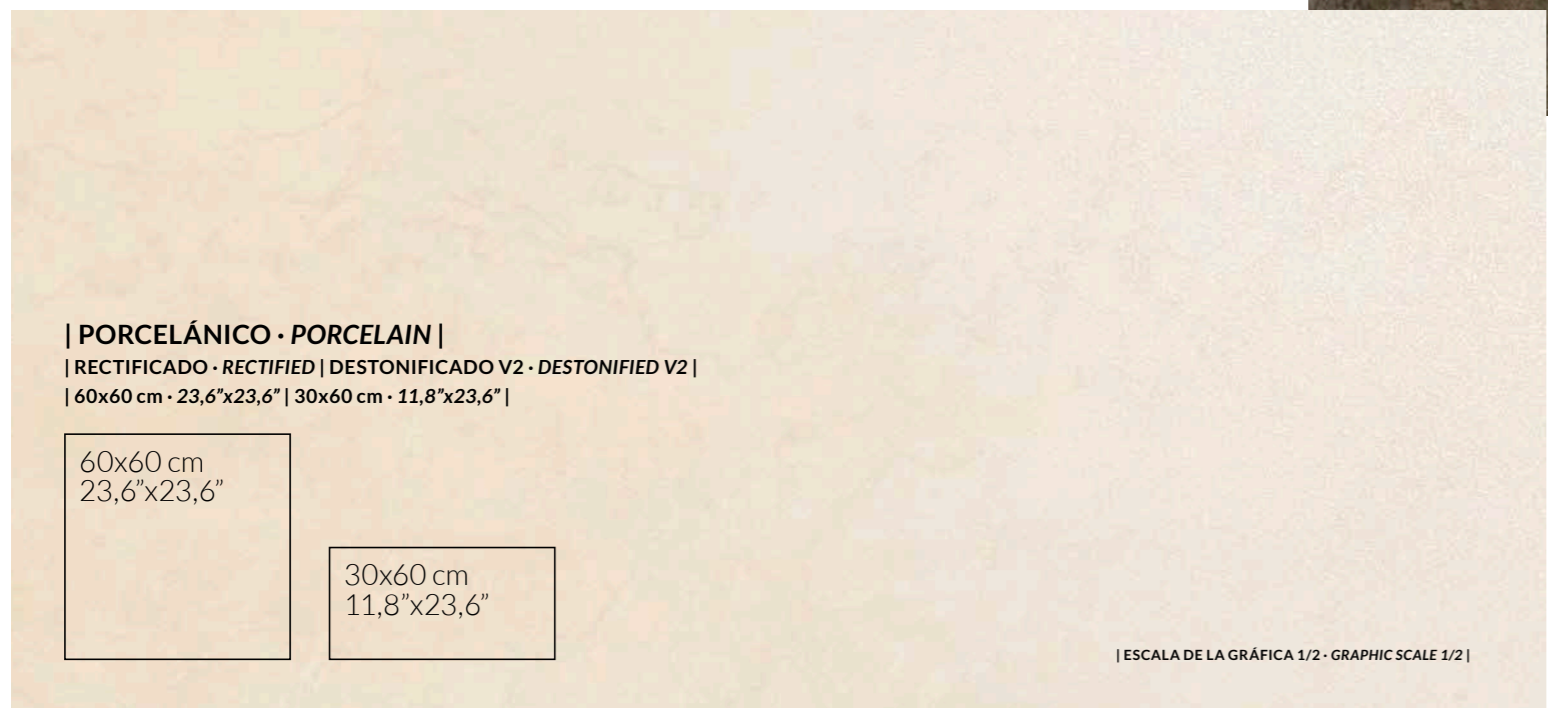 | PORCELÁNICO · PORCELAIN |
| RECTIFICADO · RECTIFIED | DESTONIFICADO V2 · DESTONIFIED V2 |
| 60x60 cm · 23,6”x23,6” | 30x60 cm · 11,8”x23,6” |
60x60 cm
23,6”x23,6”
30x60 cm
11,8”x23,6”
| ESCALA DE LA GRÁFICA 1/2 · GRAPHIC SCALE 1/2 |